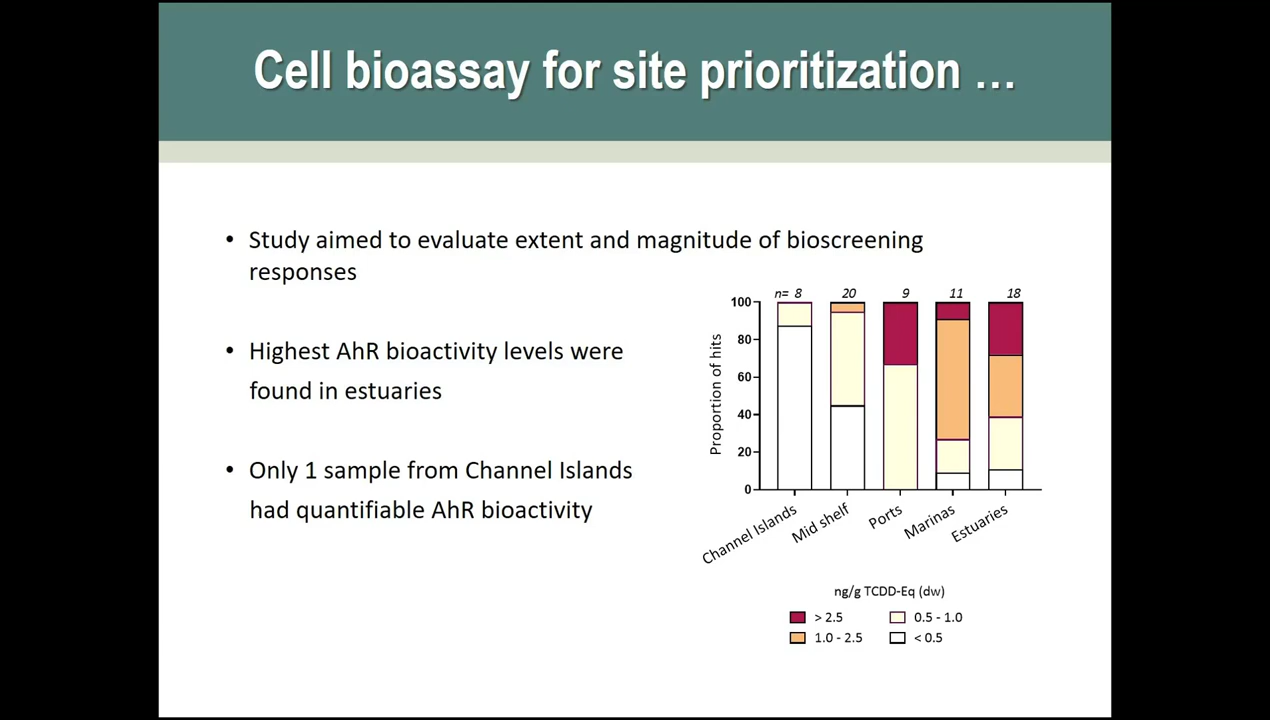 Cell bioassay for site prioritization …
• Study aimed to evaluate extent and magnitude of bioscreening
responses
• Highest AhR bioactivity levels were
found in estuaries
• Only 1 sample from Channel Islands
had quantifiable AhR bioactivity
n= 8 20 9 11 18
Proportion of hits
100
80
60
40
20
0
Channel Islands
Mid shelf
Ports
Marinas
Estuaries
ng/g TCDD-Eq (dw)
> 2.5 0.5 - 1.0
1.0 - 2.5 < 0.5